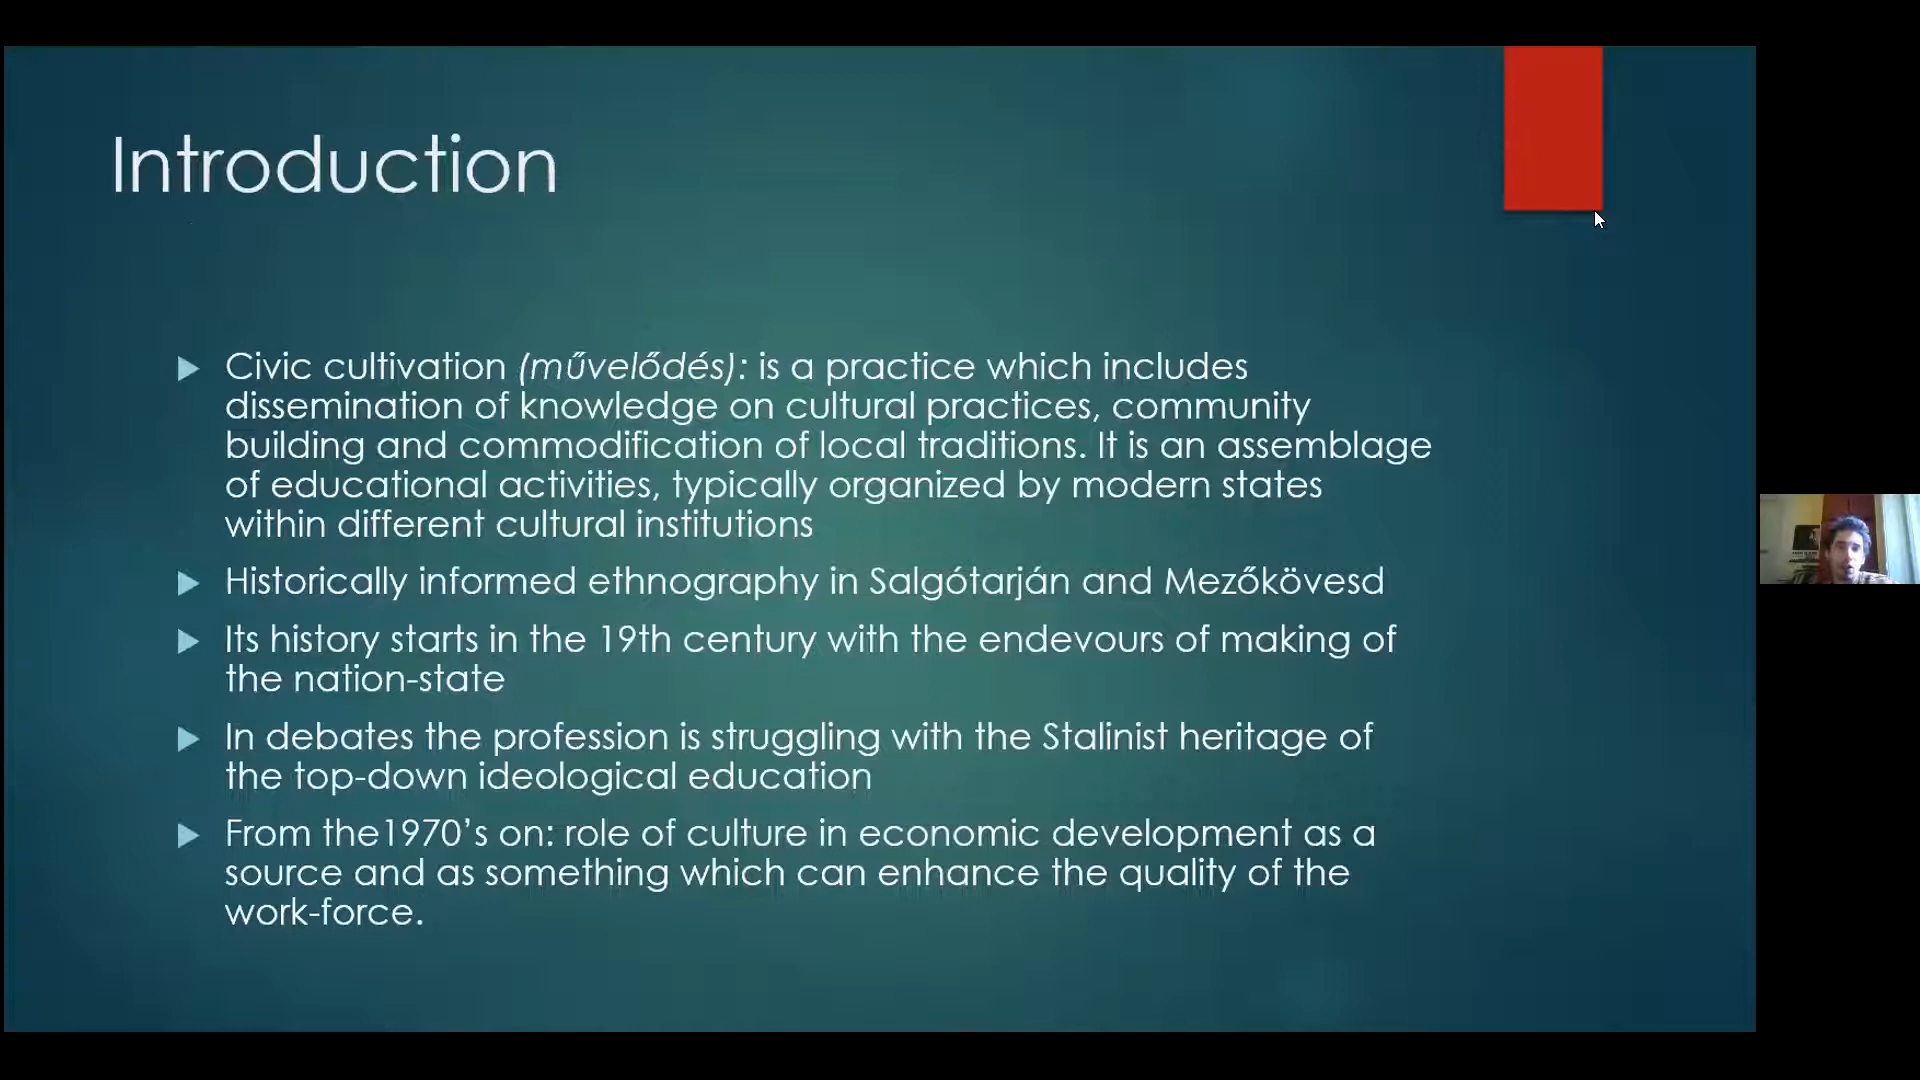 Introduction
Civic cultivation (művelődés): is a practice which includes
dissemination of knowledge on cultural practices, community
building and commodification of local traditions. It is an assemblage
of educational activities, typically organized by modern states
within different cultural institutions
Historically informed ethnography in Salgótarján and Mezőkövesd
Its history starts in the 19th century with the endevours of making of
the nation-state
In debates the profession is struggling with the Stalinist heritage of
the top-down ideological education
From the1970’s on: role of culture in economic development as a
source and as something which can enhance the quality of the
work-force.